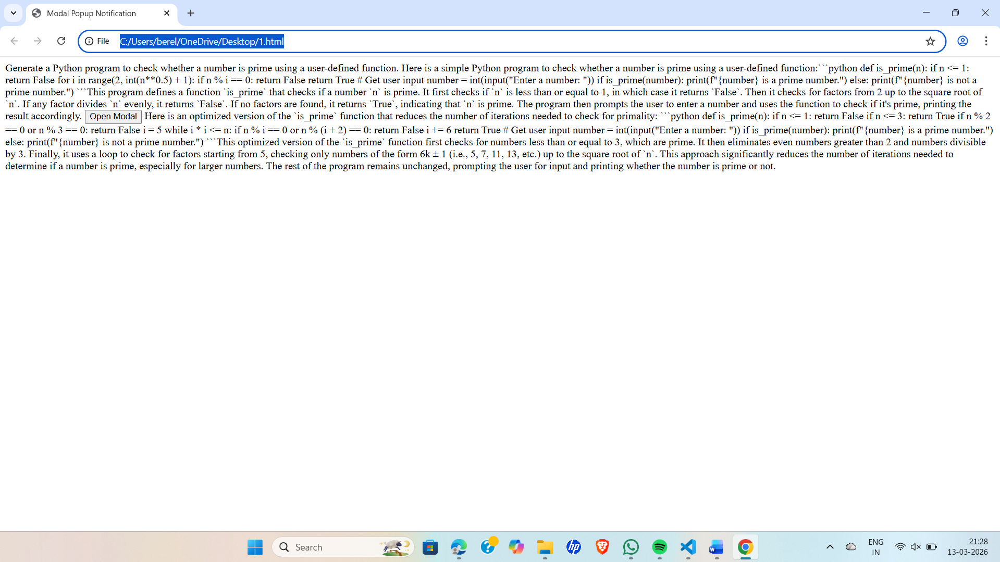 Modal Popup Notification
File
C:/Users/berel/OneDrive/Desktop/1.html
Generate a Python program to check whether a number is prime using a user-defined function. Here is a simple Python program to check whether a number is prime using a user-defined function:```python def is_prime(n): if n <= 1:
return False for i in range(2, int(n**0.5) + 1): if n % i == 0: return False return True # Get user input number = int(input("Enter a number: ")) if is_prime(number): print(f"{number} is a prime number.") else: print(f"{number} is not a
prime number.") ```This program defines a function `is_prime` that checks if a number `n` is prime. It first checks if `n` is less than or equal to 1, in which case it returns `False`. Then it checks for factors from 2 up to the square root of
`n`. If any factor divides `n` evenly, it returns `False`. If no factors are found, it returns `True`, indicating that `n` is prime. The program then prompts the user to enter a number and uses the function to check if it's prime, printing the
result accordingly. Open Modal Here is an optimized version of the `is_prime` function that reduces the number of iterations needed to check for primality: ```python def is_prime(n): if n <= 1: return False if n <= 3: return True if n % 2
== 0 or n % 3 == 0: return False i = 5 while i * i <= n: if n % i == 0 or n % (i + 2) == 0: return False i += 6 return True # Get user input number = int(input("Enter a number: ")) if is_prime(number): print(f"{number} is a prime number.")
else: print(f"{number} is not a prime number.") ```This optimized version of the `is_prime` function first checks for numbers less than or equal to 3, which are prime. It then eliminates even numbers greater than 2 and numbers divisible
by 3. Finally, it uses a loop to check for factors starting from 5, checking only numbers of the form 6k ± 1 (i.e., 5, 7, 11, 13, etc.) up to the square root of `n`. This approach significantly reduces the number of iterations needed to
determine if a number is prime, especially for larger numbers. The rest of the program remains unchanged, prompting the user for input and printing whether the number is prime or not.
Search
hp
W
ENG
IN
21:28
13-03-2026